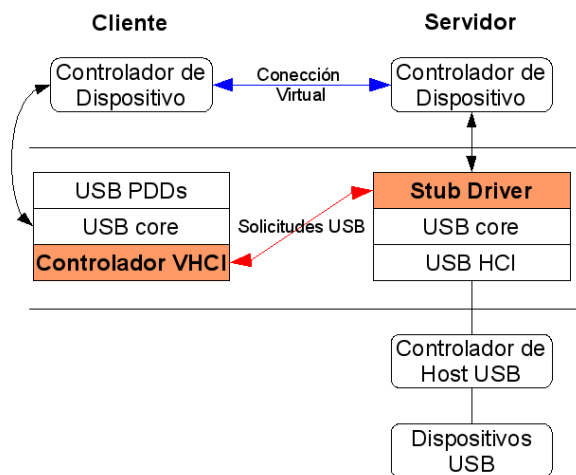 Cliente
Servidor
Controlador de
Dispositivo
Conección
Virtual
Controlador de
Dispositivo
USB PDDs
USB core
Controlador VHCI
Solicitudes USB
Stub Driver
USB core
USB HCI
Controlador de
Host USB
Dispositivos
USB